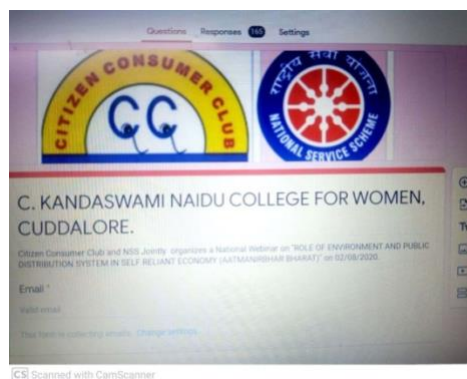 Questions Responses 165 Settings
CITIZEN CONSUMER CLUB
CC
राष्ट्रीय सेवा योजना
NATIONAL SERVICE SCHEME
C. KANDASWAMI NAIDU COLLEGE FOR WOMEN,
CUDDALORE.
Citizen Consumer Club and NSS Jointly organizes a National Webinar on "ROLE OF ENVIRONMENT AND PUBLIC
DISTRIBUTION SYSTEM IN SELF RELIANT ECONOMY (AATMANIRBHAR BHARAT)" on 02/08/2020.
Email *
Valid email
This form is collecting emails. Change settings
CS Scanned with CamScanner